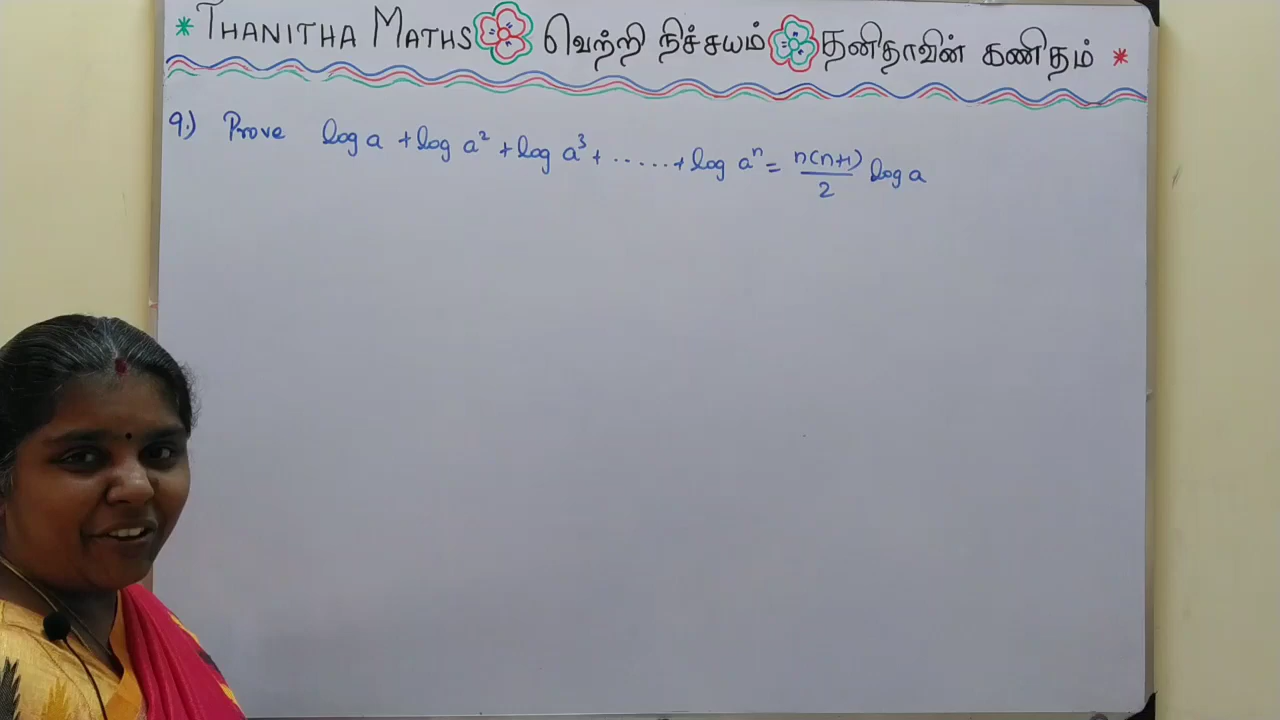 * THANITHA MATHS வெற்றி நிச்சயம் தனிதாவின் கணிதம் *
9.) Prove log a + log a² + log a³ + ...... + log aⁿ = n(n+1)/2 log a